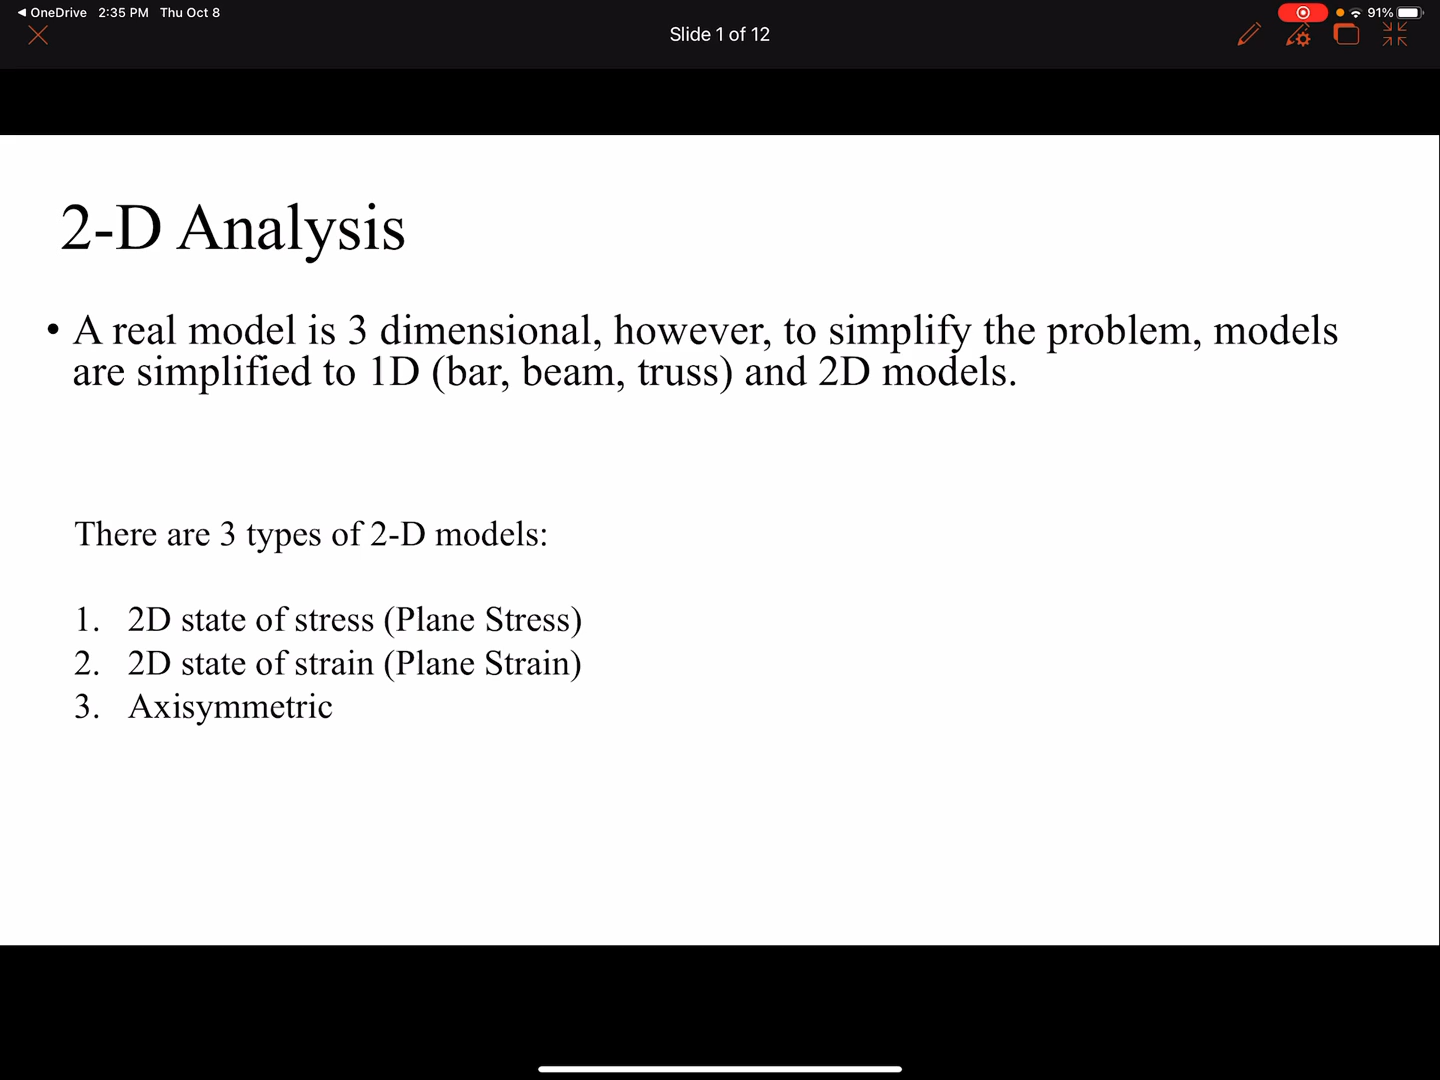 OneDrive 2:35 PM Thu Oct 8
91%
Slide 1 of 12
2-D Analysis
• A real model is 3 dimensional, however, to simplify the problem, models
are simplified to 1D (bar, beam, truss) and 2D models.
There are 3 types of 2-D models:
1. 2D state of stress (Plane Stress)
2. 2D state of strain (Plane Strain)
3. Axisymmetric